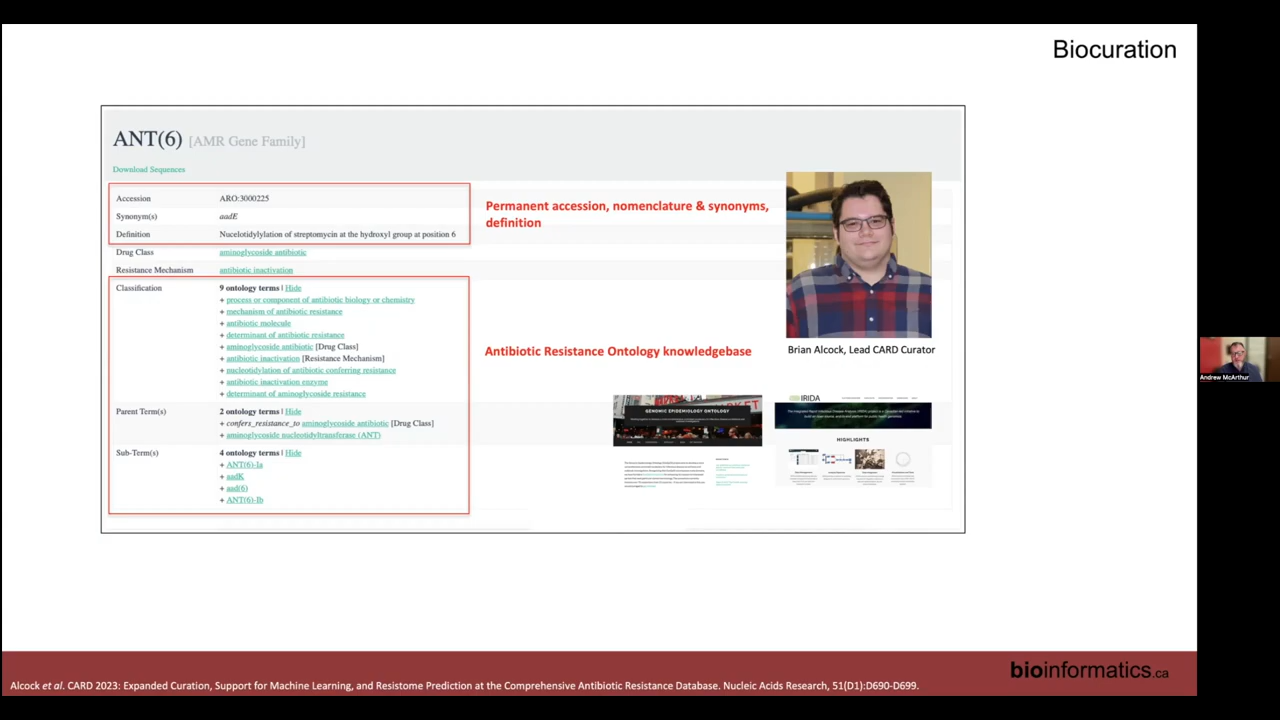 Biocuration
ANT(6) [AMR Gene Family]
Download Sequences
Accession ARO:3000225
Synonym(s) aadE
Definition Nucelotidylylation of streptomycin at the hydroxyl group at position 6
Permanent accession, nomenclature & synonyms,
definition
Drug Class aminoglycoside antibiotic
Resistance Mechanism antibiotic inactivation
Classification 9 ontology terms | Hide
+ process or component of antibiotic biology or chemistry
+ mechanism of antibiotic resistance
+ antibiotic molecule
+ determinant of antibiotic resistance
+ aminoglycoside antibiotic [Drug Class]
+ antibiotic inactivation [Resistance Mechanism]
+ nucleotidylation of antibiotic conferring resistance
+ antibiotic inactivation enzyme
+ determinant of aminoglycoside resistance
Parent Term(s) 2 ontology terms | Hide
+ confers_resistance_to aminoglycoside antibiotic [Drug Class]
+ aminoglycoside nucleotidyltransferase (ANT)
Sub-Term(s) 4 ontology terms | Hide
+ ANT(6)-Ia
+ aadK
+ aad(6)
+ ANT(6)-Ib
Antibiotic Resistance Ontology knowledgebase
Brian Alcock, Lead CARD Curator
MARKET
GENOMIC EPIDEMIOLOGY ONTOLOGY
IRIDA
HIGHLIGHTS
Andrew McArthur
bioinformatics.ca
Alcock et al. CARD 2023: Expanded Curation, Support for Machine Learning, and Resistome Prediction at the Comprehensive Antibiotic Resistance Database. Nucleic Acids Research, 51(D1):D690-D699.